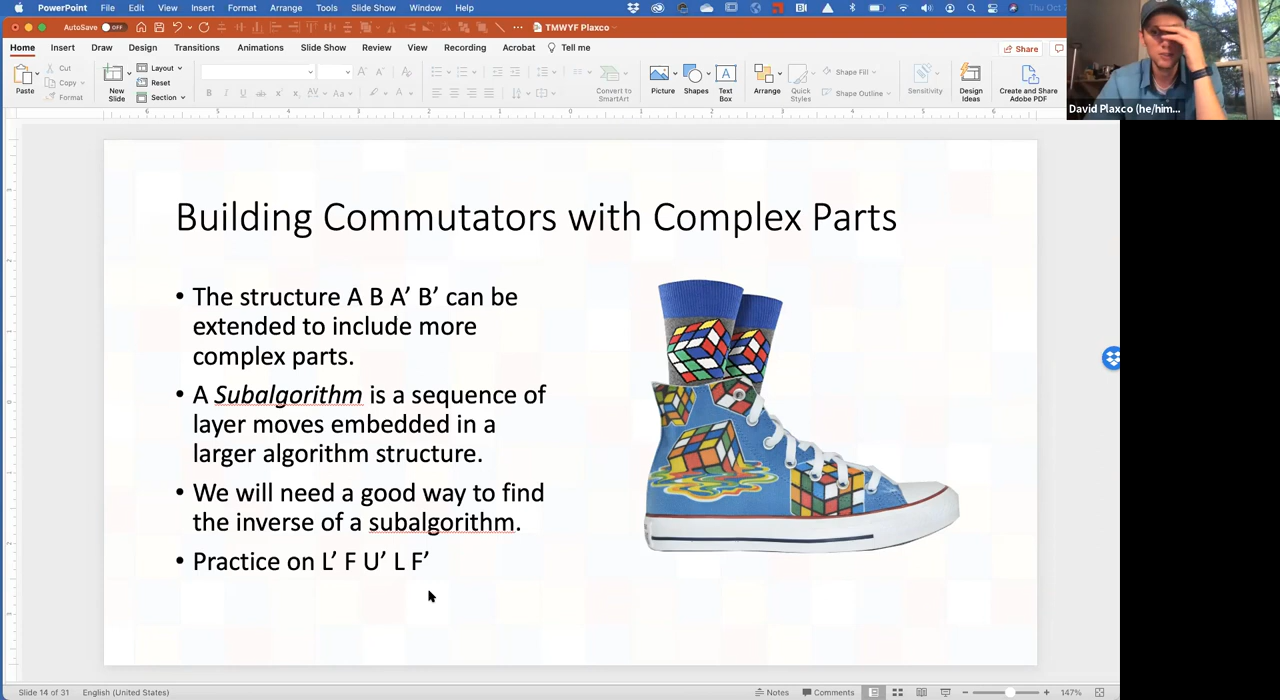 PowerPoint File Edit View Insert Format Arrange Tools Slide Show Window Help
AutoSave OFF TMWYF Plaxco
Home Insert Draw Design Transitions Animations Slide Show Review View Recording Acrobat Tell me Share
Paste Cut Copy Format New Slide Layout Reset Section Convert to SmartArt Picture Shapes Text Box Arrange Quick Styles Shape Fill Shape Outline Sensitivity Design Ideas Create and Share Adobe PDF
David Plaxco (he/him...
Building Commutators with Complex Parts
• The structure A B A’ B’ can be
extended to include more
complex parts.
• A Subalgorithm is a sequence of
layer moves embedded in a
larger algorithm structure.
• We will need a good way to find
the inverse of a subalgorithm.
• Practice on L’ F U’ L F’
Slide 14 of 31 English (United States) Notes Comments 147%